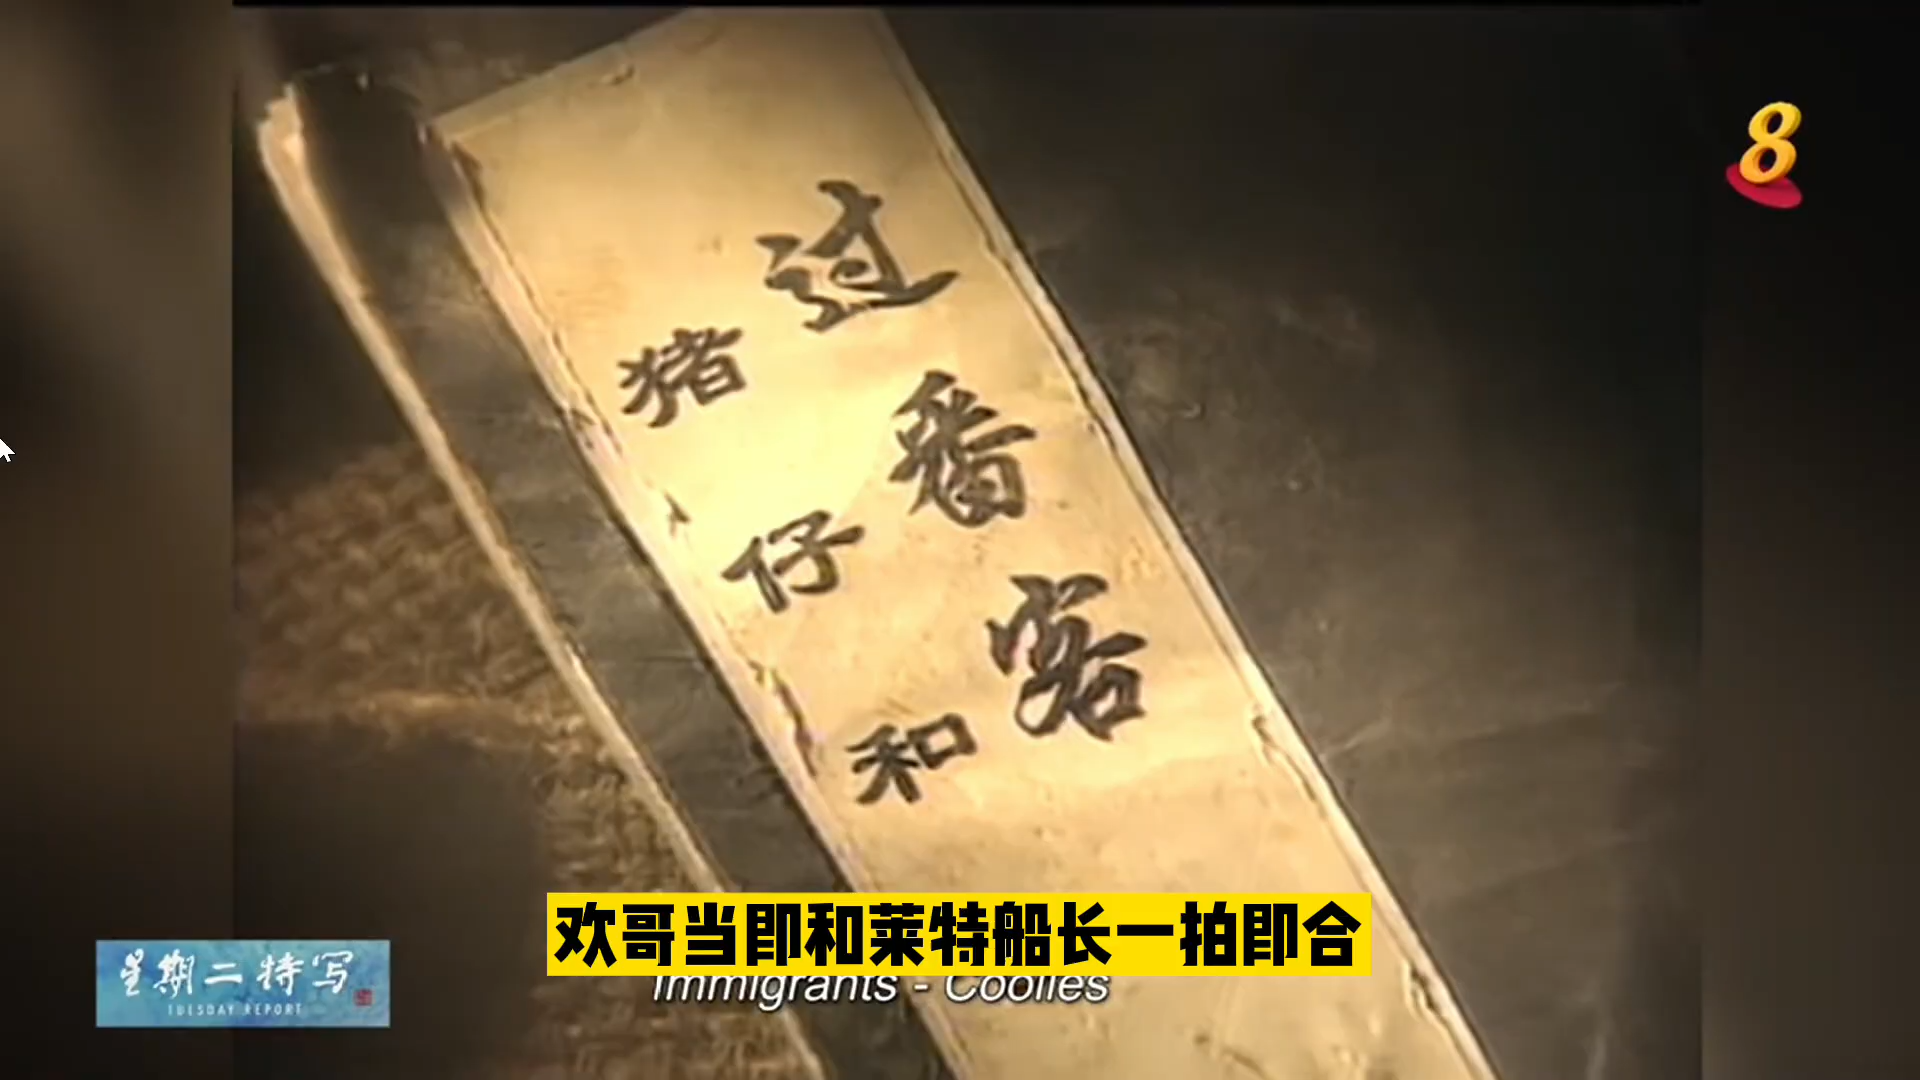 8
过番客
猪仔和
欢哥当即和莱特船长一拍即合
Immigrants - Coolies
星期二特写
TUESDAY REPORT